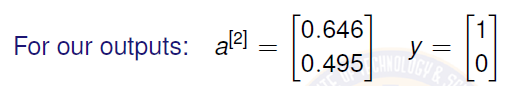 For our outputs: a[2] = [0.646 0.495] y = [1 0]